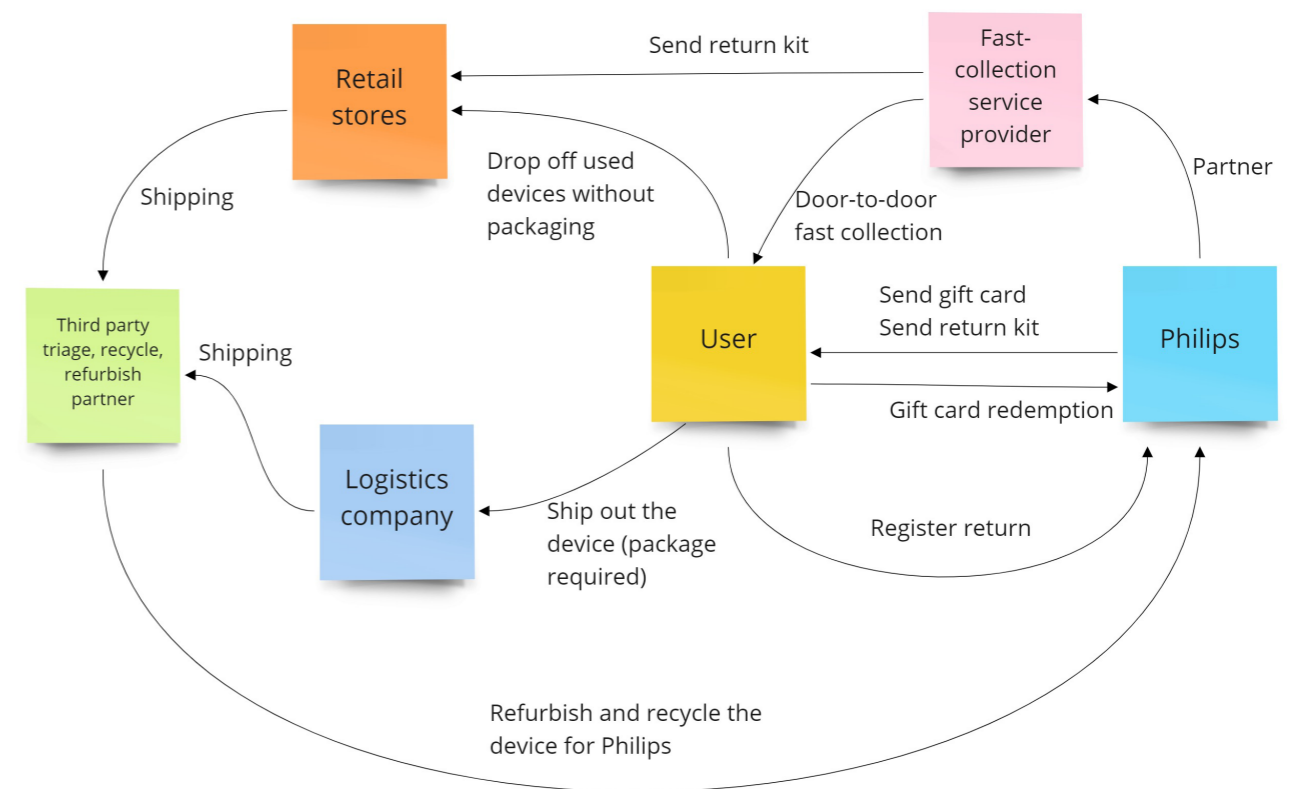 Send return kit
Fast-
collection
service
provider
Retail
stores
Drop off used
devices without
packaging
Partner
Shipping
Door-to-door
fast collection
Send gift card
Send return kit
Third party
triage, recycle,
refurbish
partner
Shipping
User
Philips
Gift card redemption
Logistics
company
Ship out the
device (package
required)
Register return
Refurbish and recycle the
device for Philips